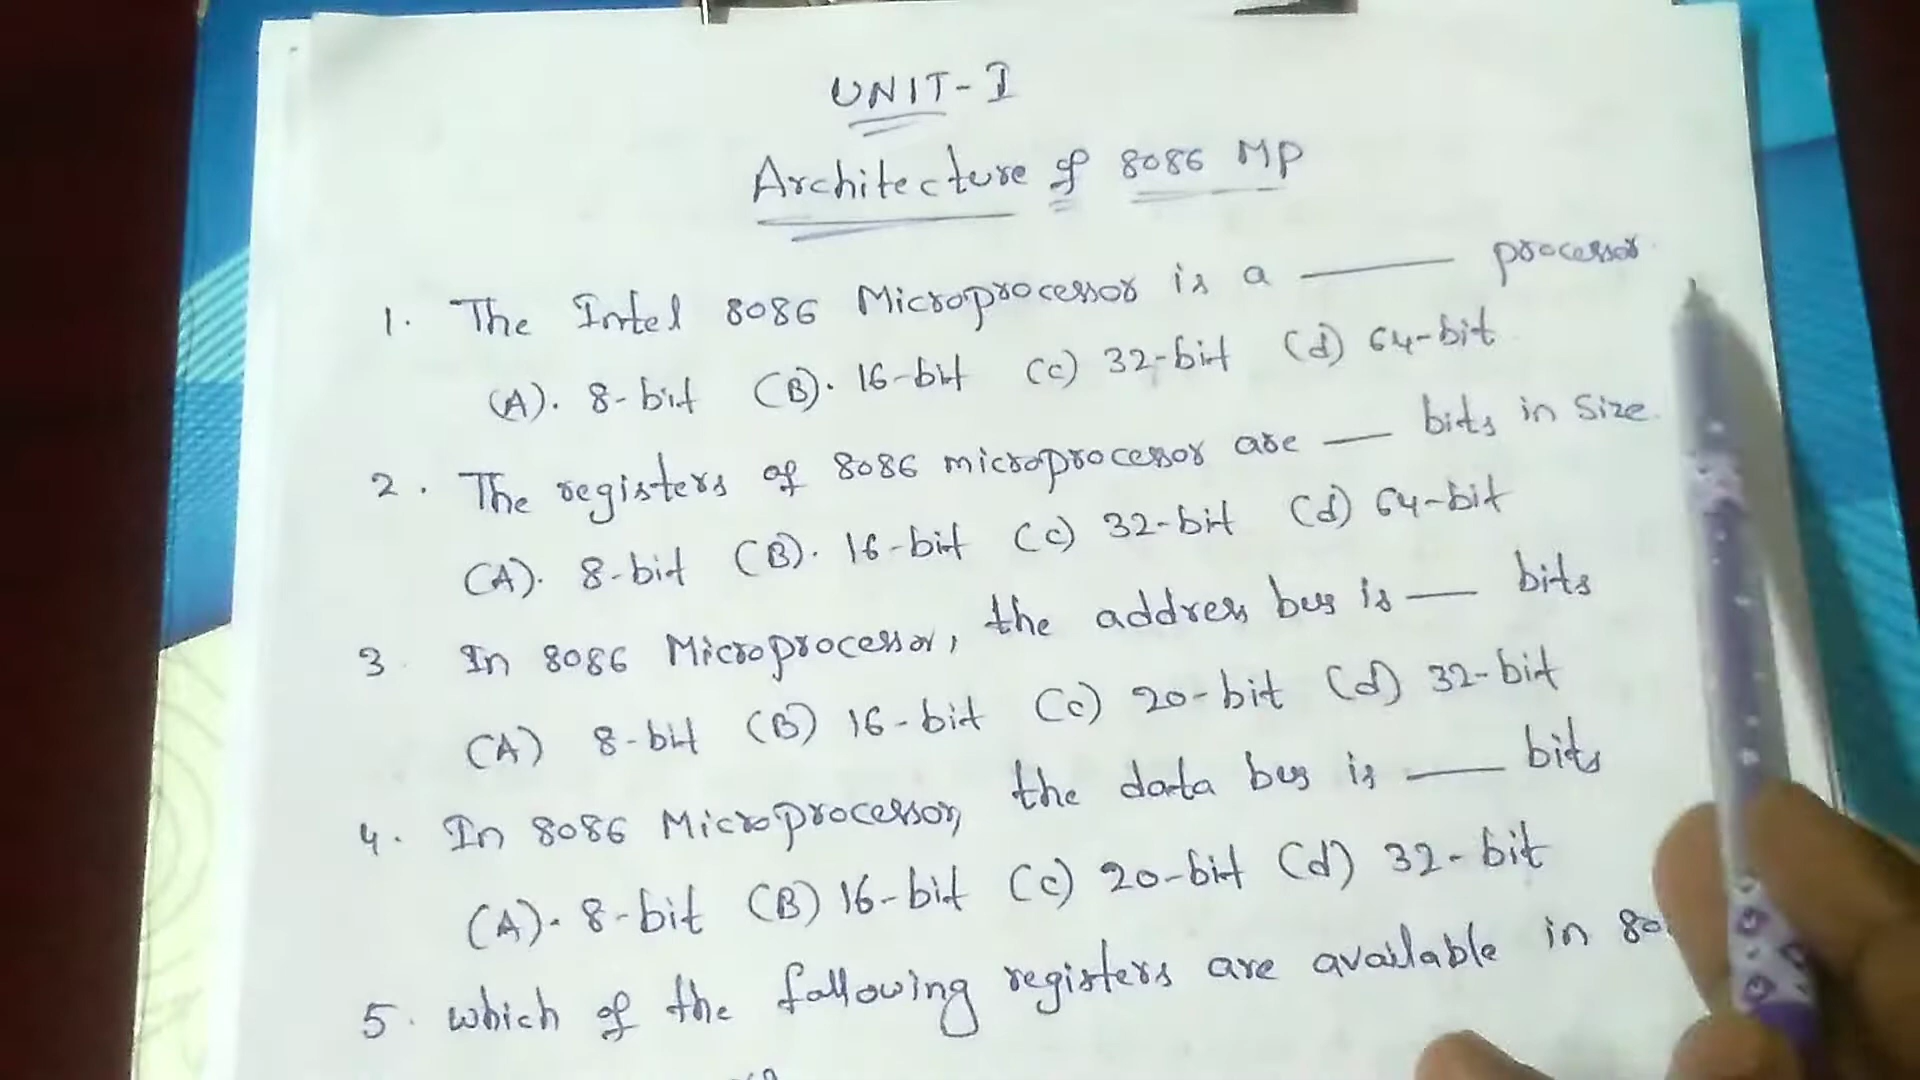 UNIT-I
Architecture of 8086 MP
1. The Intel 8086 Microprocessor is a ___ processor.
(A). 8-bit (B). 16-bit (C) 32-bit (d) 64-bit
2. The registers of 8086 microprocessor are ___ bits in Size.
(A). 8-bit (B). 16-bit (C) 32-bit (d) 64-bit
3. In 8086 Microprocessor, the address bus is ___ bits
(A) 8-bit (B) 16-bit (C) 20-bit (d) 32-bit
4. In 8086 Microprocessor, the data bus is ___ bits
(A). 8-bit (B) 16-bit (C) 20-bit (d) 32-bit
5. which of the following registers are available in